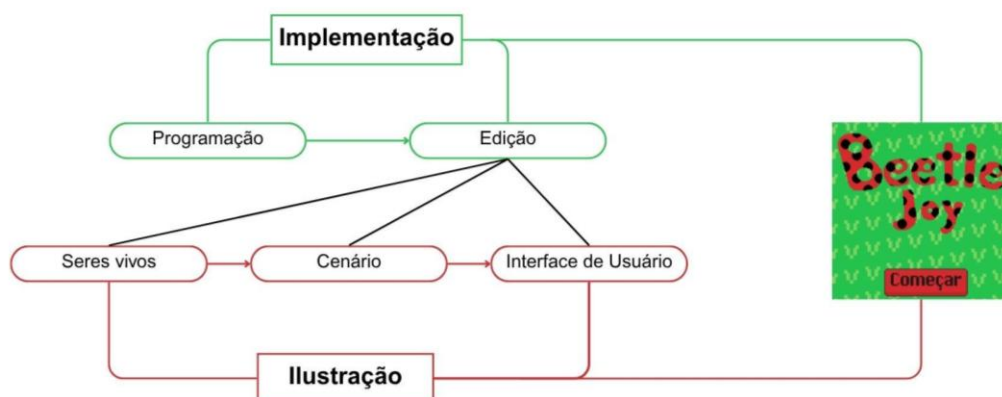 Implementação
Programação
Edição
Beetle
Joy
Começar
Seres vivos
Cenário
Interface de Usuário
Ilustração